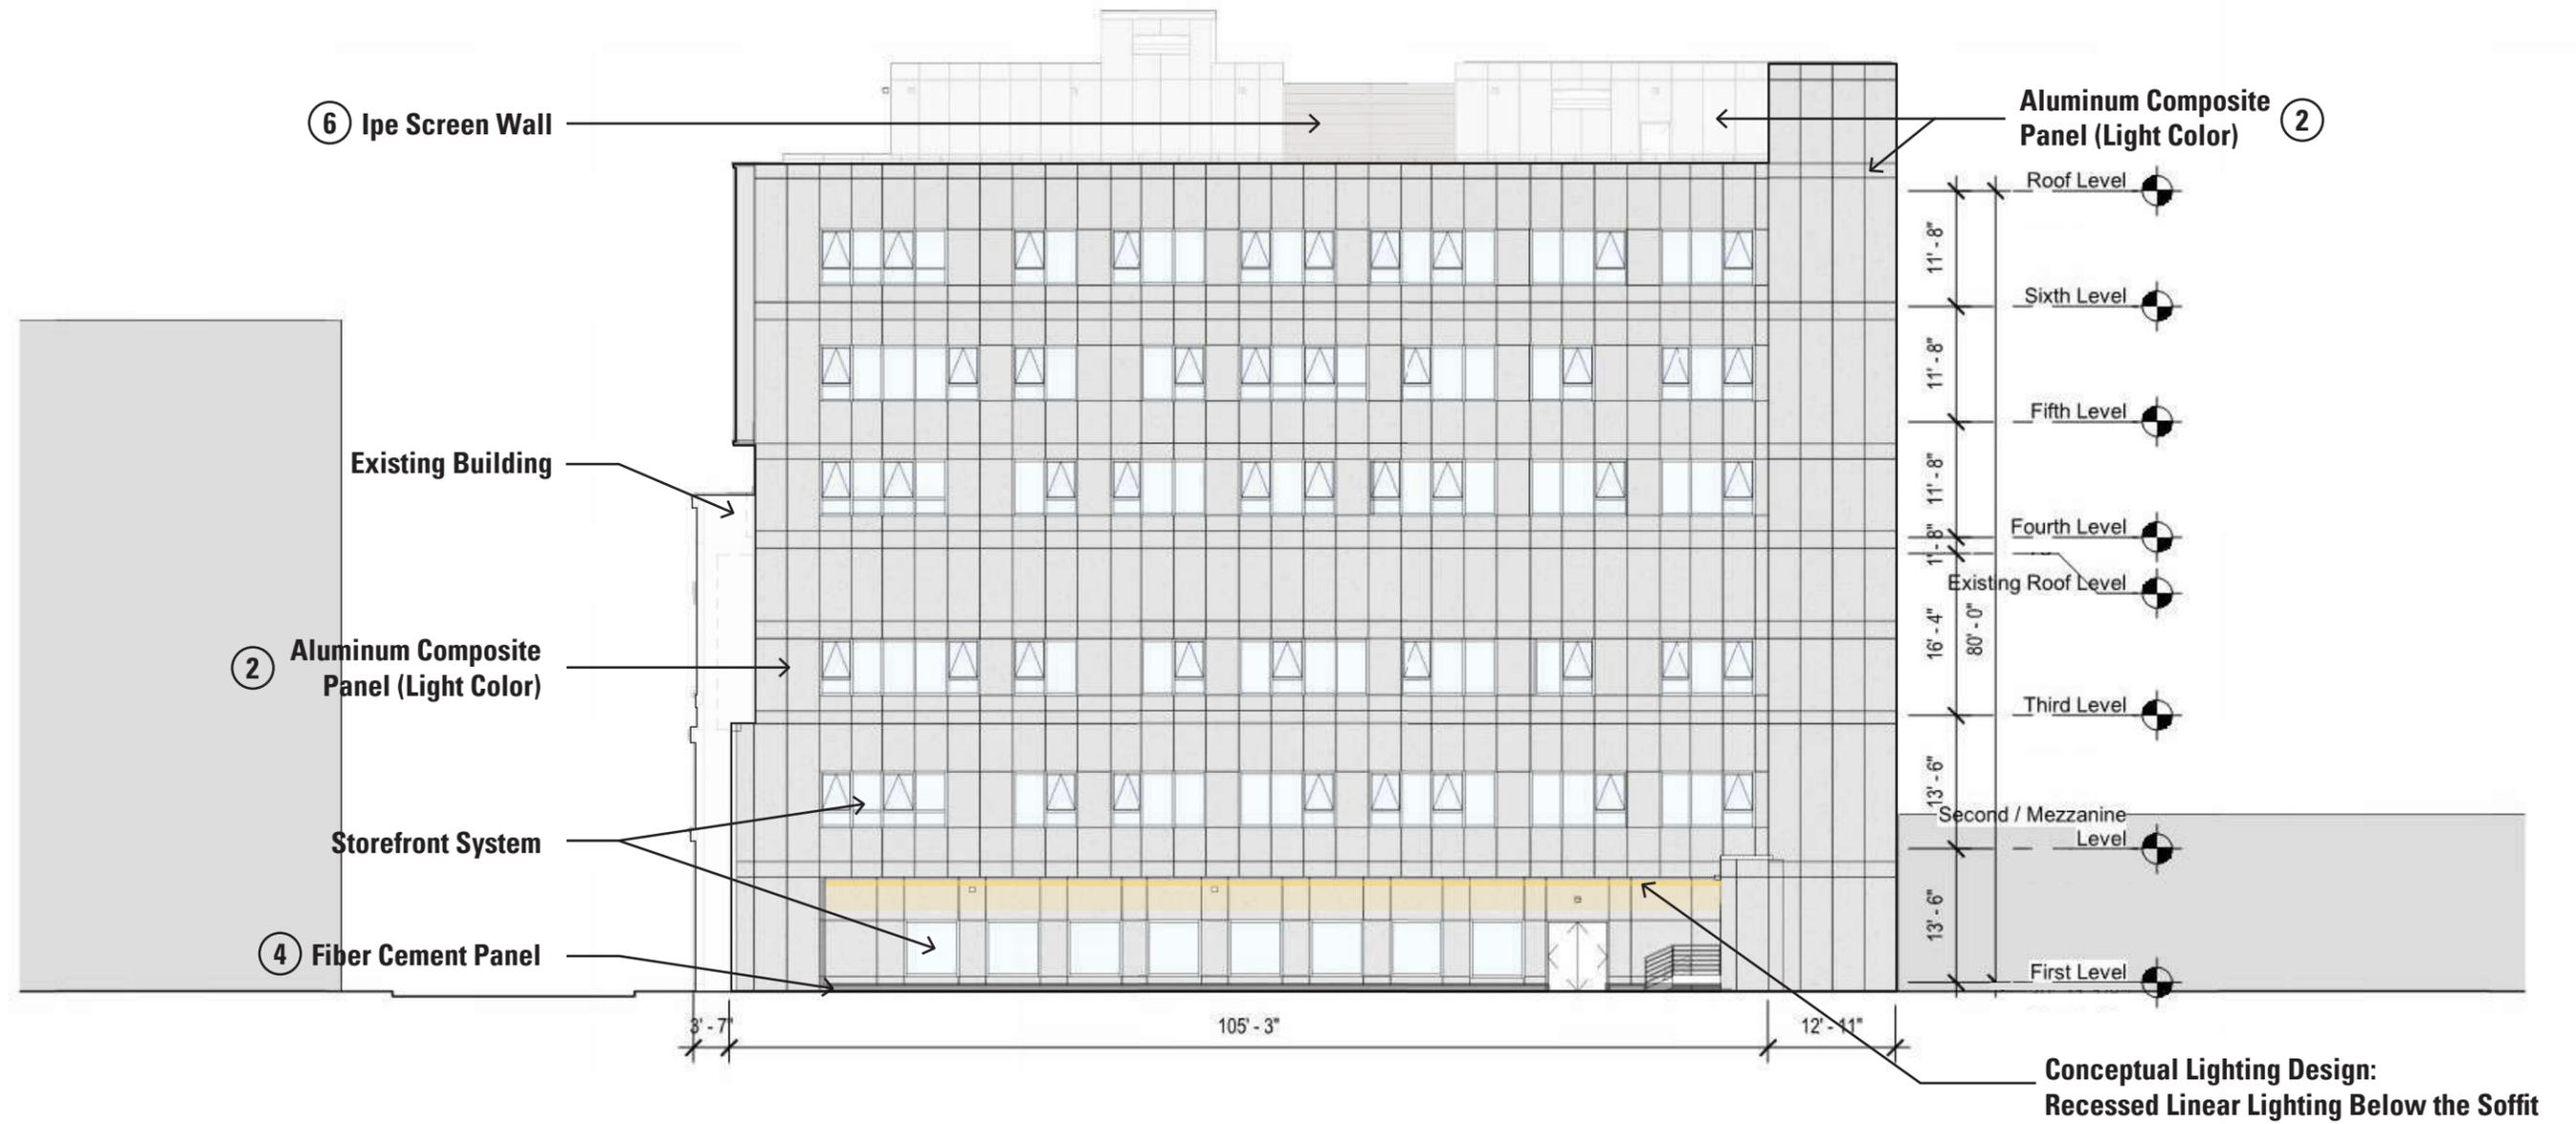 6 Ipe Screen Wall
Aluminum Composite
Panel (Light Color) 2
Roof Level
11' - 8"
Sixth Level
11' - 8"
Fifth Level
Existing Building
11' - 8"
Fourth Level
1' - 8"
Existing Roof Level
2 Aluminum Composite
Panel (Light Color)
16' - 4"
80' - 0"
Third Level
13' - 6"
Second / Mezzanine
Level
Storefront System
13' - 6"
4 Fiber Cement Panel
First Level
3' - 7"
105' - 3"
12' - 11"
Conceptual Lighting Design:
Recessed Linear Lighting Below the Soffit